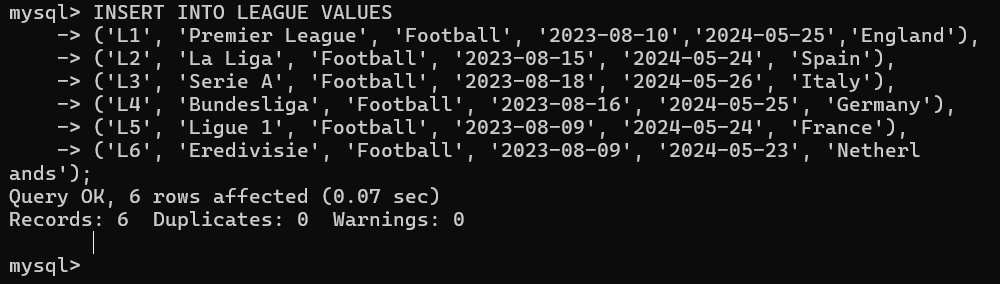 mysql> INSERT INTO LEAGUE VALUES
    -> ('L1', 'Premier League', 'Football', '2023-08-10','2024-05-25','England'),
    -> ('L2', 'La Liga', 'Football', '2023-08-15', '2024-05-24', 'Spain'),
    -> ('L3', 'Serie A', 'Football', '2023-08-18', '2024-05-26', 'Italy'),
    -> ('L4', 'Bundesliga', 'Football', '2023-08-16', '2024-05-25', 'Germany'),
    -> ('L5', 'Ligue 1', 'Football', '2023-08-09', '2024-05-24', 'France'),
    -> ('L6', 'Eredivisie', 'Football', '2023-08-09', '2024-05-23', 'Netherl
ands');
Query OK, 6 rows affected (0.07 sec)
Records: 6  Duplicates: 0  Warnings: 0
mysql>